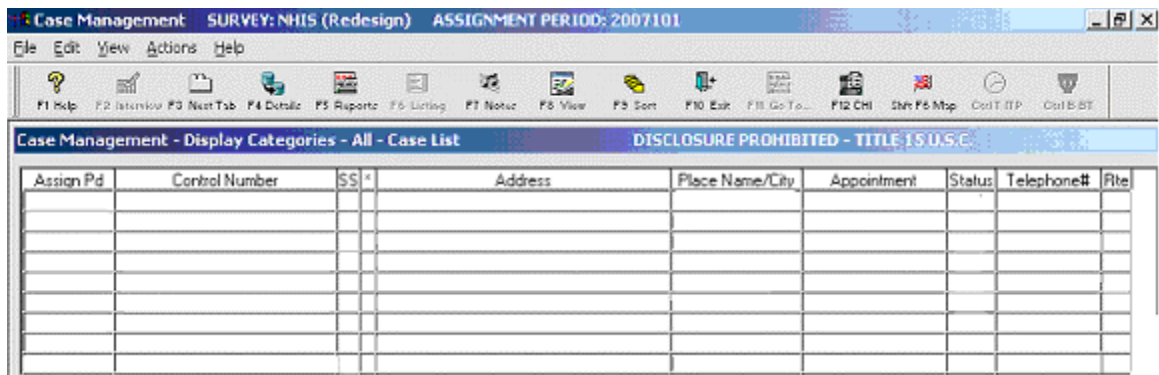 Case Management SURVEY: NHIS (Redesign) ASSIGNMENT PERIOD: 2007101
File Edit View Actions Help
F1 Help F2 Interview F3 Next Tab F4 Details F5 Reports F6 Listing F7 Notes F8 View F9 Sort F10 Exit F11 Go To... F12 CHI Shft F6 Map Ctrl T ITP Ctrl B BT
Case Management - Display Categories - All - Case List DISCLOSURE PROHIBITED - TITLE 15 U.S.C.
Assign Pd Control Number SS * Address Place Name/City Appointment Status Telephone# Rte